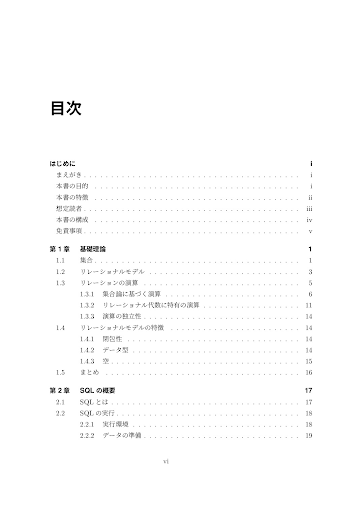 目次
はじめに i
まえがき . . . . . . . . . . . . . . . . . . . . . . . . . . . . . . . . . . . . . . . i
本書の目的 . . . . . . . . . . . . . . . . . . . . . . . . . . . . . . . . . . . . . i
本書の特徴 . . . . . . . . . . . . . . . . . . . . . . . . . . . . . . . . . . . . . ii
想定読者 . . . . . . . . . . . . . . . . . . . . . . . . . . . . . . . . . . . . . . . iii
本書の構成 . . . . . . . . . . . . . . . . . . . . . . . . . . . . . . . . . . . . . iv
免責事項 . . . . . . . . . . . . . . . . . . . . . . . . . . . . . . . . . . . . . . . v
第 1 章 基礎理論 1
1.1 集合 . . . . . . . . . . . . . . . . . . . . . . . . . . . . . . . . . . . . . 1
1.2 リレーショナルモデル . . . . . . . . . . . . . . . . . . . . . . . . . . . 3
1.3 リレーションの演算 . . . . . . . . . . . . . . . . . . . . . . . . . . . . 5
1.3.1 集合論に基づく演算 . . . . . . . . . . . . . . . . . . . . . . . . 6
1.3.2 リレーショナル代数に特有の演算 . . . . . . . . . . . . . . . . . 11
1.3.3 演算の独立性 . . . . . . . . . . . . . . . . . . . . . . . . . . . . 14
1.4 リレーショナルモデルの特徴 . . . . . . . . . . . . . . . . . . . . . . . 14
1.4.1 閉包性 . . . . . . . . . . . . . . . . . . . . . . . . . . . . . . . 14
1.4.2 データ型 . . . . . . . . . . . . . . . . . . . . . . . . . . . . . . 14
1.4.3 空 . . . . . . . . . . . . . . . . . . . . . . . . . . . . . . . . . . 15
1.5 まとめ . . . . . . . . . . . . . . . . . . . . . . . . . . . . . . . . . . . 16
第 2 章 SQL の概要 17
2.1 SQL とは . . . . . . . . . . . . . . . . . . . . . . . . . . . . . . . . . . 17
2.2 SQL の実行 . . . . . . . . . . . . . . . . . . . . . . . . . . . . . . . . . 18
2.2.1 実行環境 . . . . . . . . . . . . . . . . . . . . . . . . . . . . . . 18
2.2.2 データの準備 . . . . . . . . . . . . . . . . . . . . . . . . . . . . 19
vi